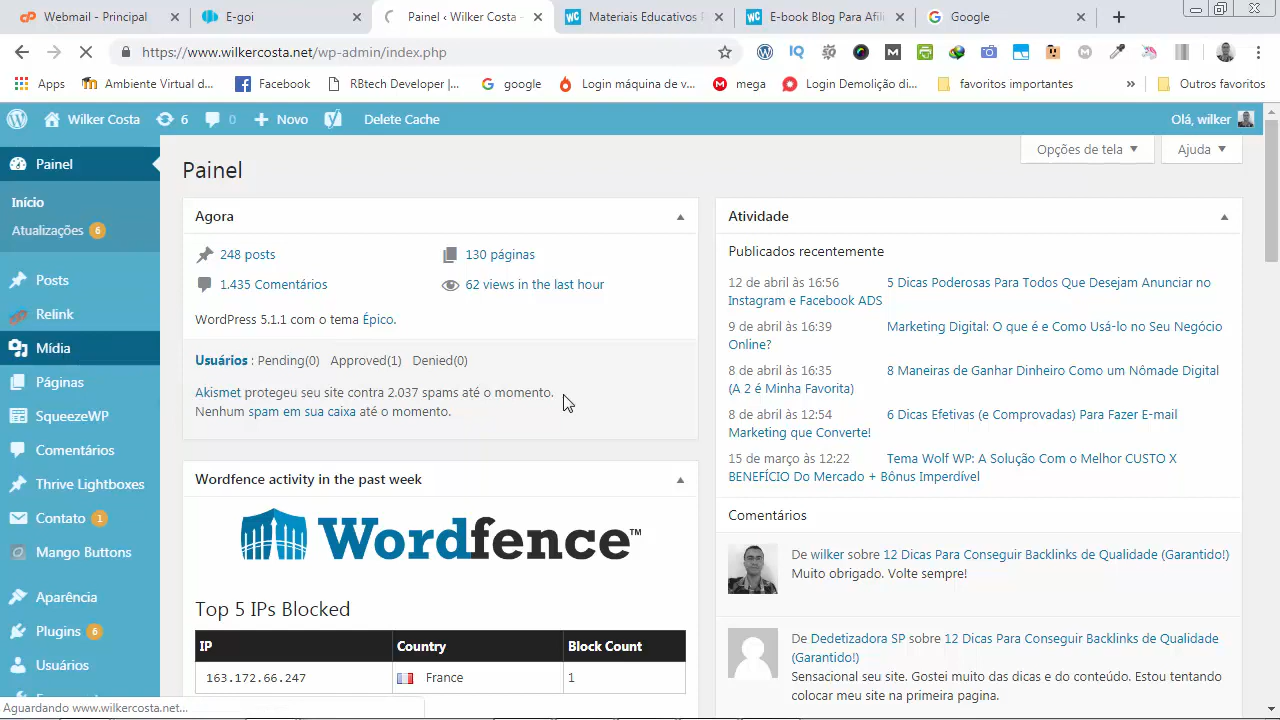 Webmail - Principal
E-goi
Painel ‹ Wilker Costa –
Materiais Educativos P
E-book Blog Para Afili
Google
https://www.wilkercosta.net/wp-admin/index.php
Apps
Ambiente Virtual d...
Facebook
RBtech Developer |...
google
Login máquina de v...
mega
Login Demolição di...
favoritos importantes
»
Outros favoritos
Wilker Costa
6
0
Novo
Delete Cache
Olá, wilker
Painel
Início
Atualizações 6
Posts
Relink
Mídia
Páginas
SqueezeWP
Comentários
Thrive Lightboxes
Contato 1
Mango Buttons
Aparência
Plugins 6
Usuários
Opções de tela
Ajuda
Painel
Agora
248 posts
130 páginas
1.435 Comentários
62 views in the last hour
WordPress 5.1.1 com o tema Épico.
Usuários : Pending(0) Approved(1) Denied(0)
Akismet protegeu seu site contra 2.037 spams até o momento.
Nenhum spam em sua caixa até o momento.
Wordfence activity in the past week
Wordfence™
Top 5 IPs Blocked
IP Country Block Count
163.172.66.247 France 1
Atividade
Publicados recentemente
12 de abril às 16:56 5 Dicas Poderosas Para Todos Que Desejam Anunciar no
Instagram e Facebook ADS
9 de abril às 16:39 Marketing Digital: O que é e Como Usá-lo no Seu Negócio
Online?
8 de abril às 16:35 8 Maneiras de Ganhar Dinheiro Como um Nômade Digital
(A 2 é Minha Favorita)
8 de abril às 12:54 6 Dicas Efetivas (e Comprovadas) Para Fazer E-mail
Marketing que Converte!
15 de março às 12:22 Tema Wolf WP: A Solução Com o Melhor CUSTO X
BENEFÍCIO Do Mercado + Bônus Imperdível
Comentários
De wilker sobre 12 Dicas Para Conseguir Backlinks de Qualidade (Garantido!)
Muito obrigado. Volte sempre!
De Dedetizadora SP sobre 12 Dicas Para Conseguir Backlinks de Qualidade
(Garantido!)
Sensacional seu site. Gostei muito das dicas e do conteúdo. Estou tentando
colocar meu site na primeira pagina.
Aguardando www.wilkercosta.net...